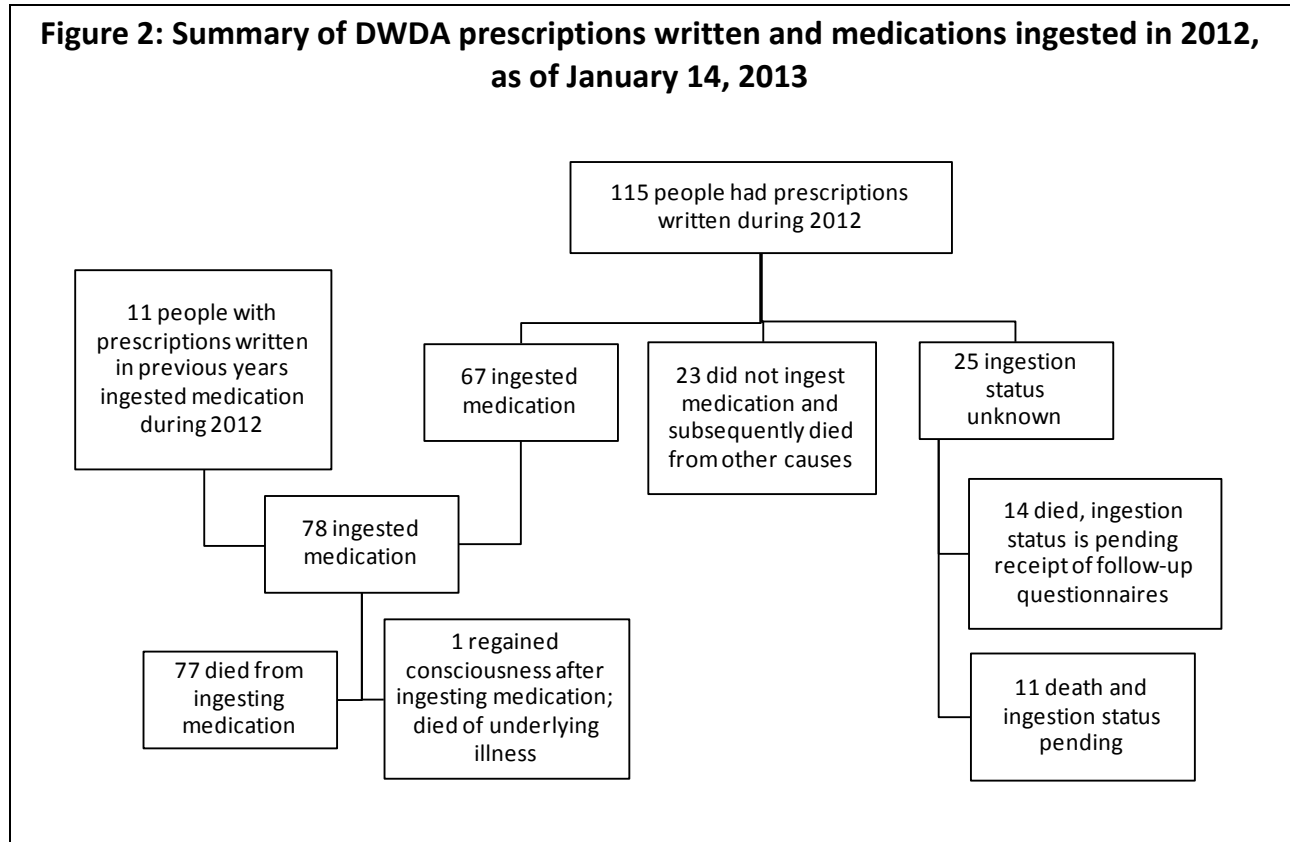 Figure 2: Summary of DWDA prescriptions written and medications ingested in 2012,
as of January 14, 2013
115 people had prescriptions
written during 2012
11 people with
prescriptions written
in previous years
ingested medication
during 2012
67 ingested
medication
23 did not ingest
medication and
subsequently died
from other causes
25 ingestion
status
unknown
78 ingested
medication
14 died, ingestion
status is pending
receipt of follow-up
questionnaires
77 died from
ingesting
medication
1 regained
consciousness after
ingesting medication;
died of underlying
illness
11 death and
ingestion status
pending